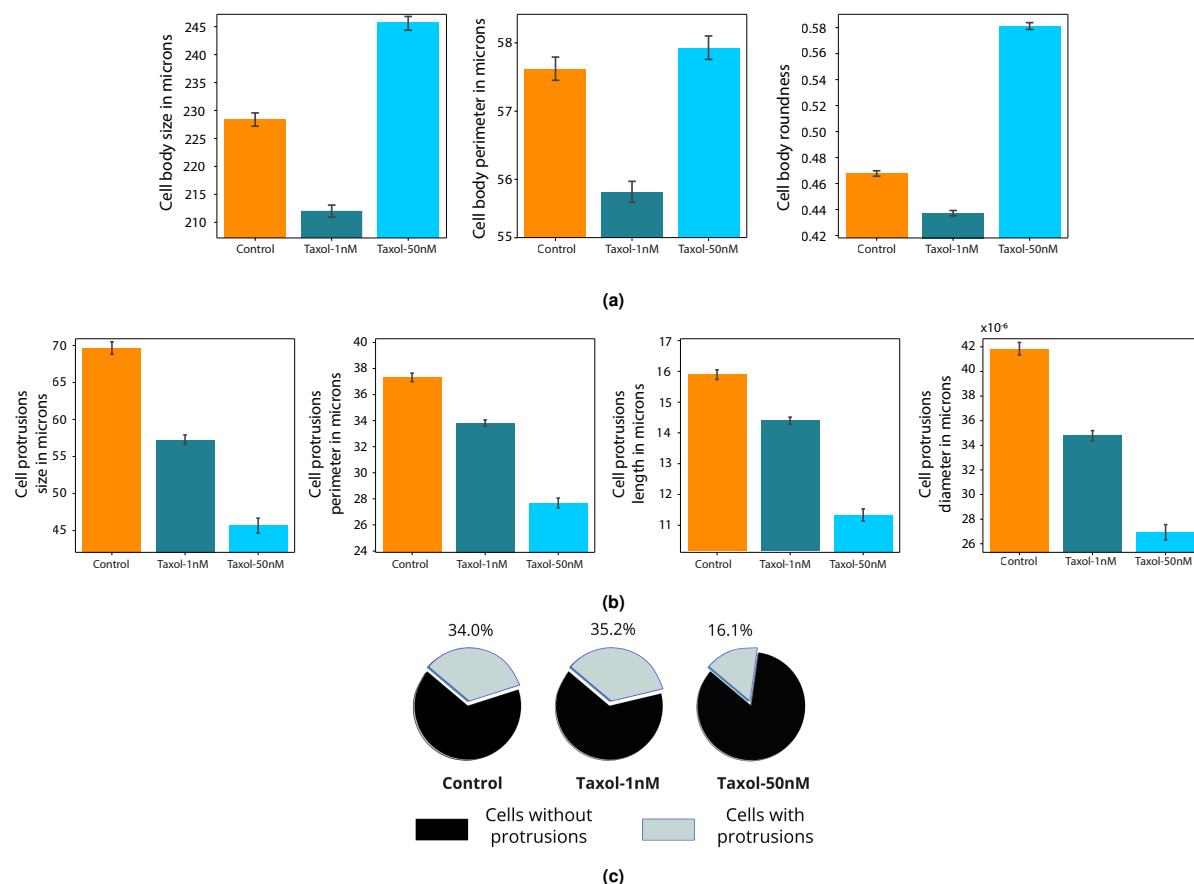 Cell body size in microns
245
240
235
230
225
220
215
210
Control Taxol-1nM Taxol-50nM
Cell body perimeter in microns
58
57
56
55
Control Taxol-1nM Taxol-50nM
Cell body roundness
0.58
0.56
0.54
0.52
0.50
0.48
0.46
0.44
0.42
Control Taxol-1nM Taxol-50nM
(a)
Cell protrusions
size in microns
70
65
60
55
50
45
Control Taxol-1nM Taxol-50nM
Cell protrusions
perimeter in microns
40
38
36
34
32
30
28
26
24
Control Taxol-1nM Taxol-50nM
Cell protrusions
length in microns
17
16
15
14
13
12
11
Control Taxol-1nM Taxol-50nM
Cell protrusions
diameter in microns
x10-6
42
40
38
36
34
32
30
28
26
Control Taxol-1nM Taxol-50nM
(b)
34.0% 35.2% 16.1%
Control Taxol-1nM Taxol-50nM
Cells without
protrusions
Cells with
protrusions
(c)